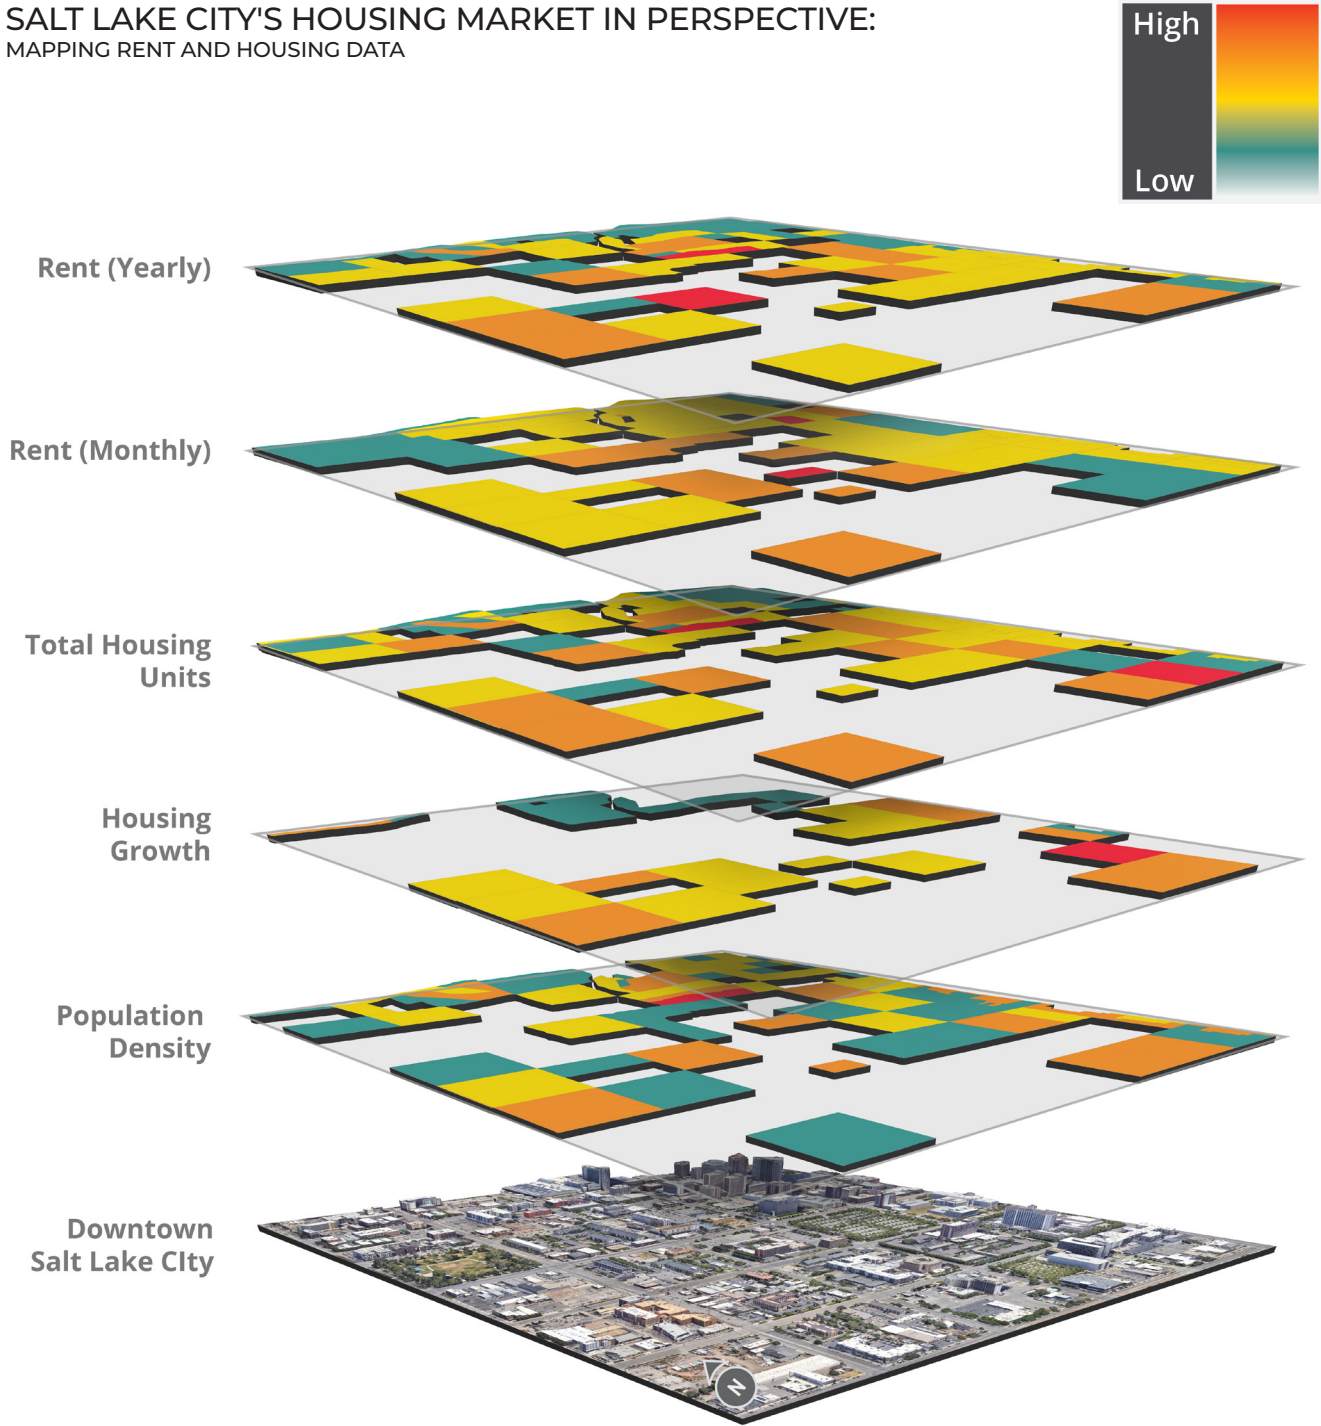 SALT LAKE CITY'S HOUSING MARKET IN PERSPECTIVE:
MAPPING RENT AND HOUSING DATA
High
Low
Rent (Yearly)
Rent (Monthly)
Total Housing
Units
Housing
Growth
Population
Density
Downtown
Salt Lake CIty
N